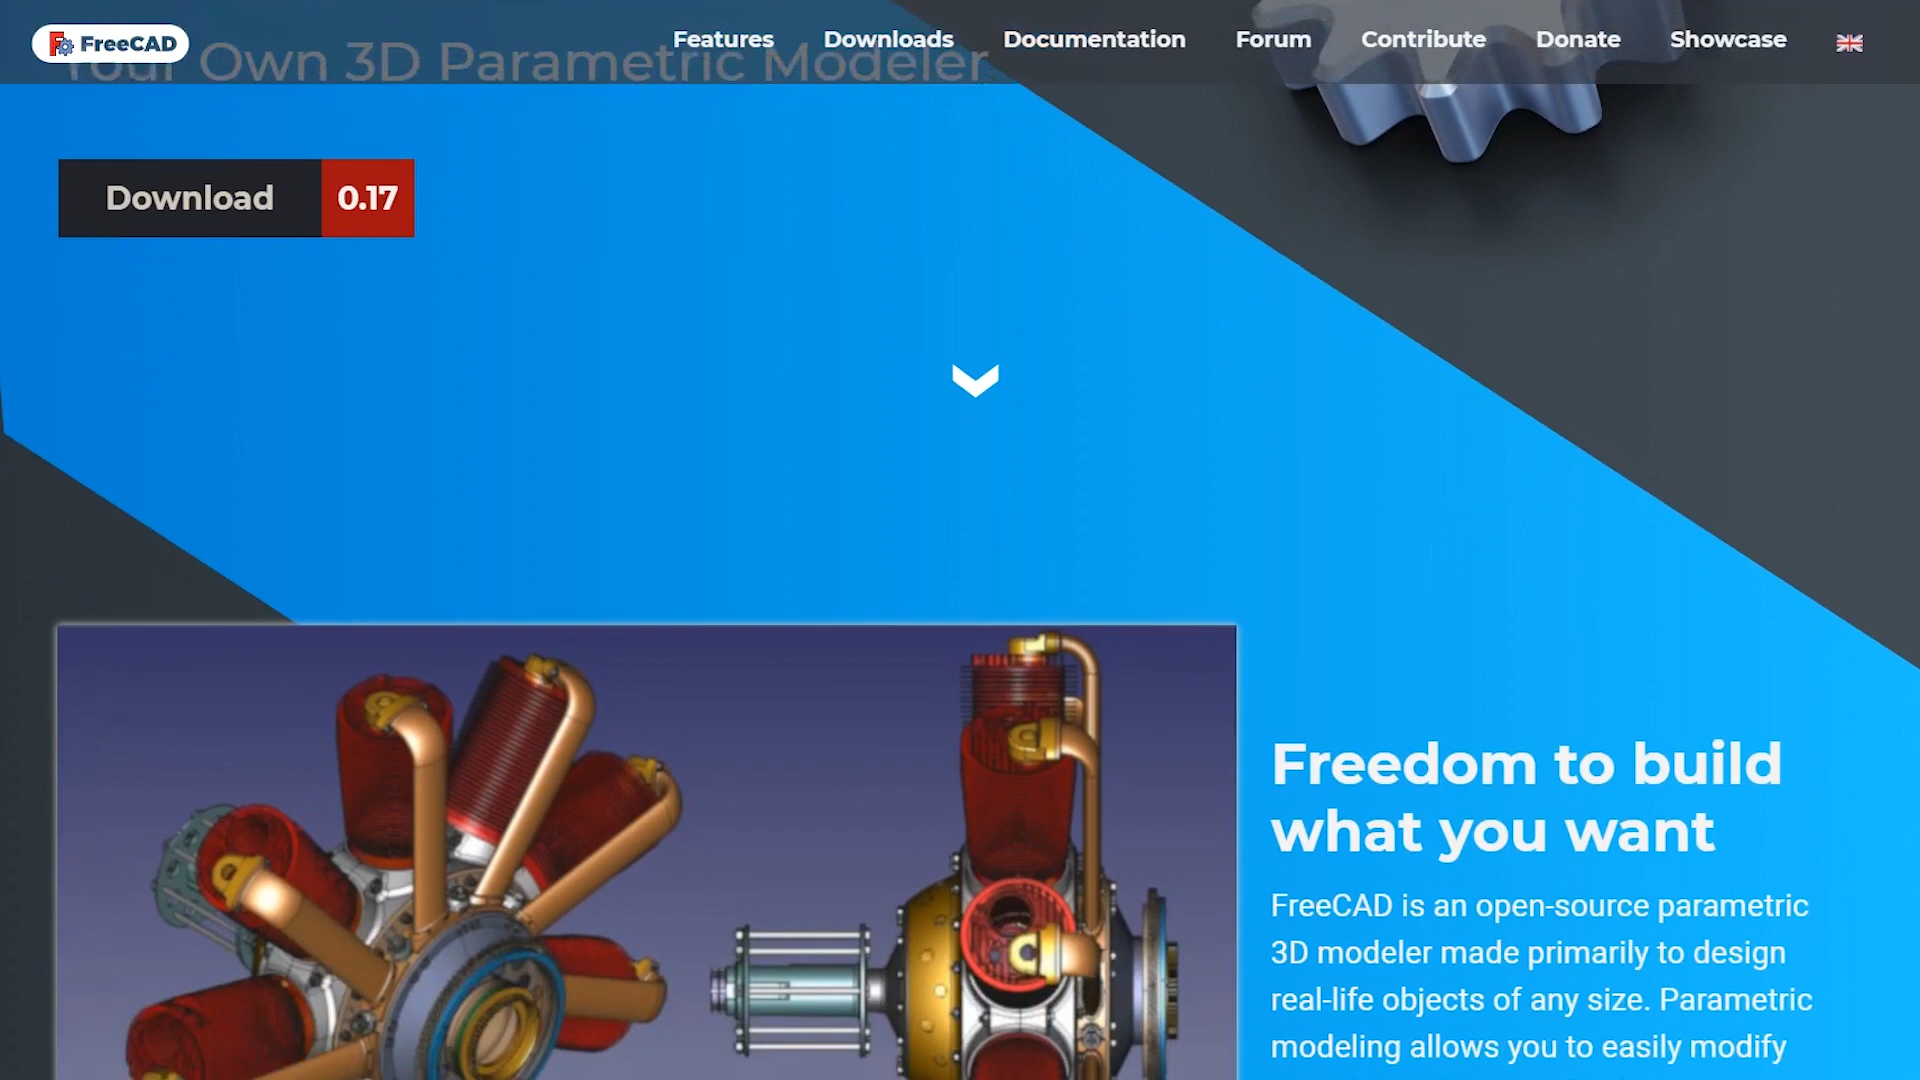 FreeCAD
Features Downloads Documentation Forum Contribute Donate Showcase
Your Own 3D Parametric Modeler
Download 0.17
Freedom to build
what you want
FreeCAD is an open-source parametric
3D modeler made primarily to design
real-life objects of any size. Parametric
modeling allows you to easily modify